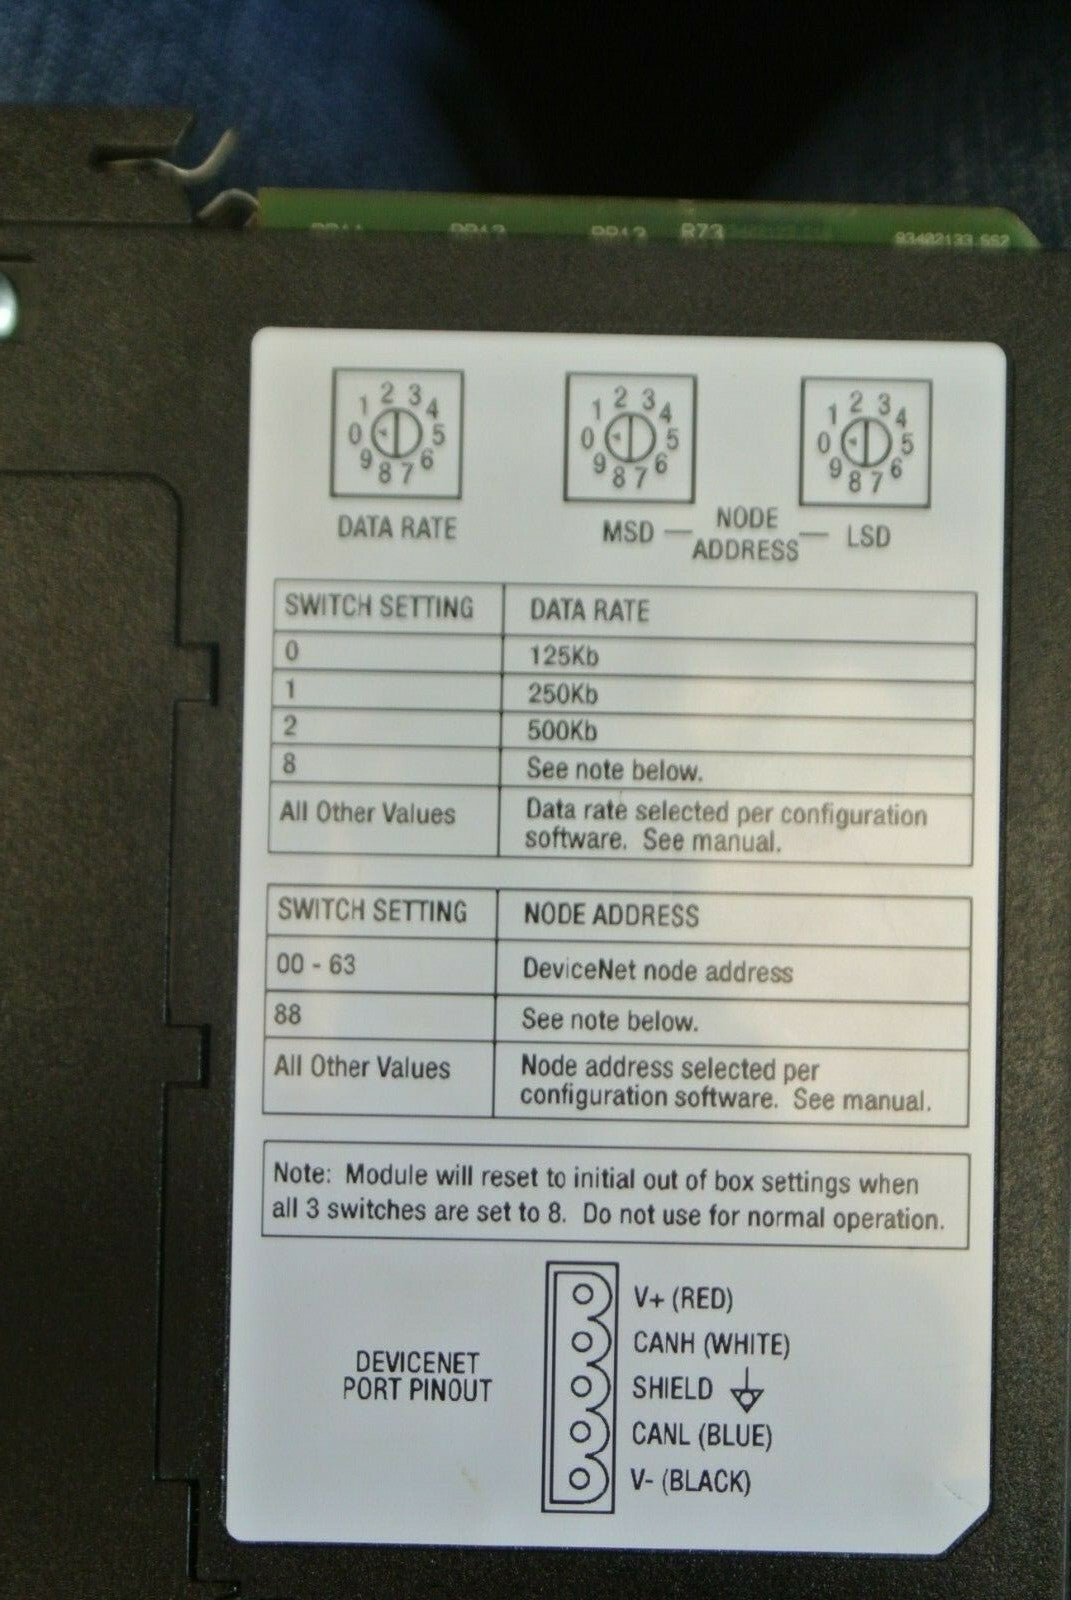 R73
93402133 SS2
0 1 2 3 4 5 6 7 8 9
0 1 2 3 4 5 6 7 8 9
0 1 2 3 4 5 6 7 8 9
DATA RATE
MSD — NODE ADDRESS — LSD
SWITCH SETTING DATA RATE
0 125Kb
1 250Kb
2 500Kb
8 See note below.
All Other Values Data rate selected per configuration
software. See manual.
SWITCH SETTING NODE ADDRESS
00 - 63 DeviceNet node address
88 See note below.
All Other Values Node address selected per
configuration software. See manual.
Note: Module will reset to initial out of box settings when
all 3 switches are set to 8. Do not use for normal operation.
DEVICENET
PORT PINOUT
V+ (RED)
CANH (WHITE)
SHIELD
CANL (BLUE)
V- (BLACK)